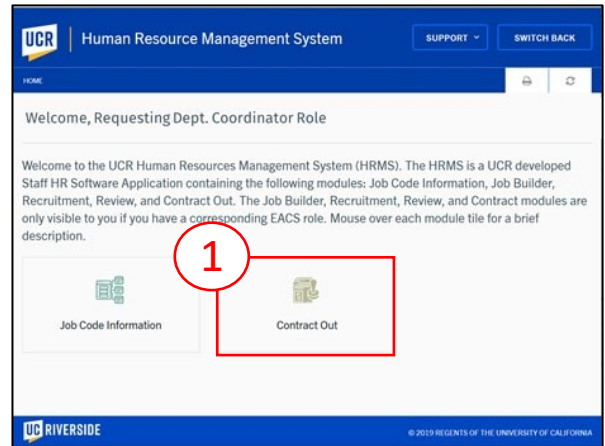 UCR Human Resource Management System SUPPORT SWITCH BACK
HOME
Welcome, Requesting Dept. Coordinator Role
Welcome to the UCR Human Resources Management System (HRMS). The HRMS is a UCR developed
Staff HR Software Application containing the following modules: Job Code Information, Job Builder,
Recruitment, Review, and Contract Out. The Job Builder, Recruitment, Review, and Contract modules are
only visible to you if you have a corresponding EACS role. Mouse over each module tile for a brief
description.
1
Job Code Information Contract Out
UC RIVERSIDE © 2019 REGENTS OF THE UNIVERSITY OF CALIFORNIA